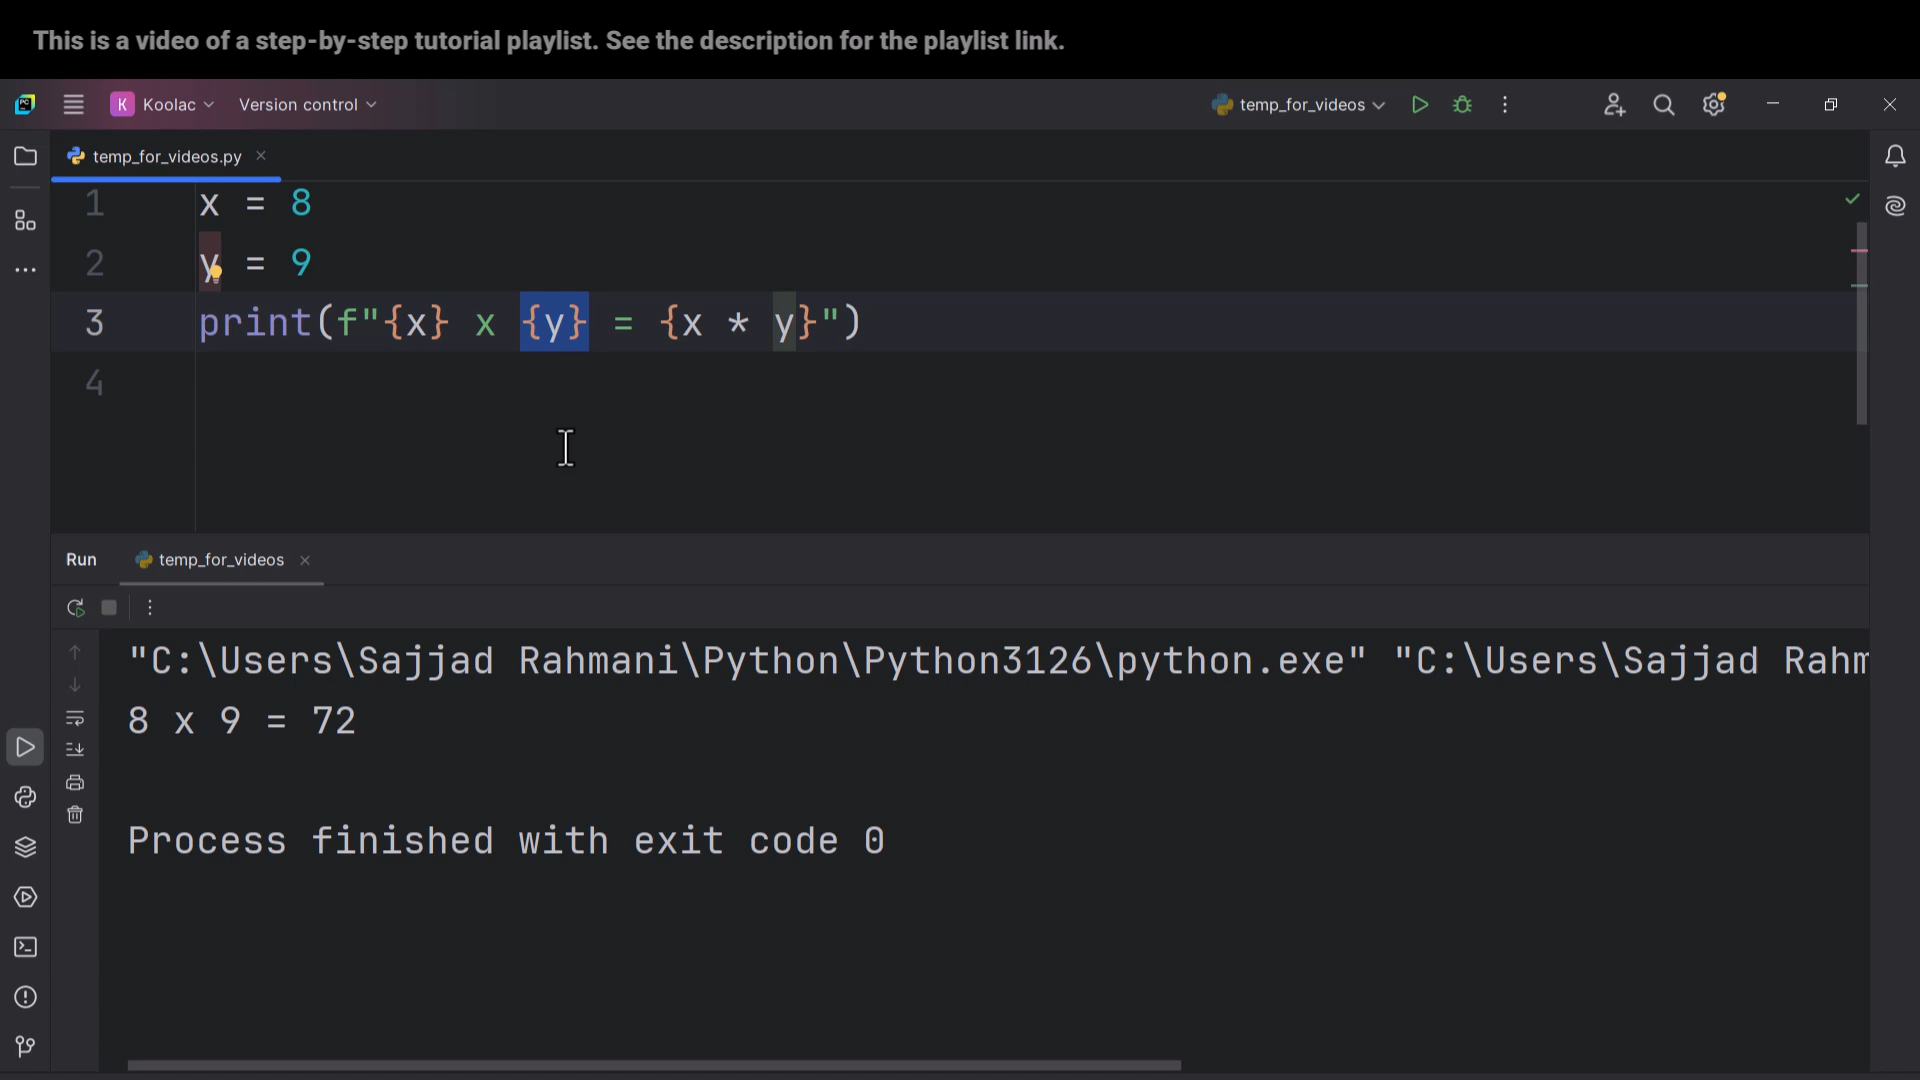 This is a video of a step-by-step tutorial playlist. See the description for the playlist link.
K Koolac Version control temp_for_videos
temp_for_videos.py
1 x = 8
2 y = 9
3 print(f"{x} x {y} = {x * y}")
4
Run temp_for_videos
"C:\Users\Sajjad Rahmani\Python\Python3126\python.exe" "C:\Users\Sajjad Rahm
8 x 9 = 72
Process finished with exit code 0